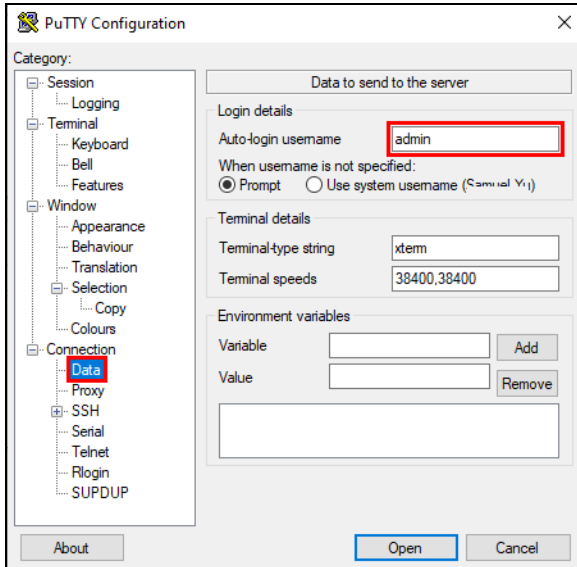 PuTTY Configuration
Category:
Session
Logging
Terminal
Keyboard
Bell
Features
Window
Appearance
Behaviour
Translation
Selection
Copy
Colours
Connection
Data
Proxy
SSH
Serial
Telnet
Rlogin
SUPDUP
Data to send to the server
Login details
Auto-login username admin
When username is not specified:
Prompt Use system username
Terminal details
Terminal-type string xterm
Terminal speeds 38400,38400
Environment variables
Variable Add
Value Remove
About Open Cancel